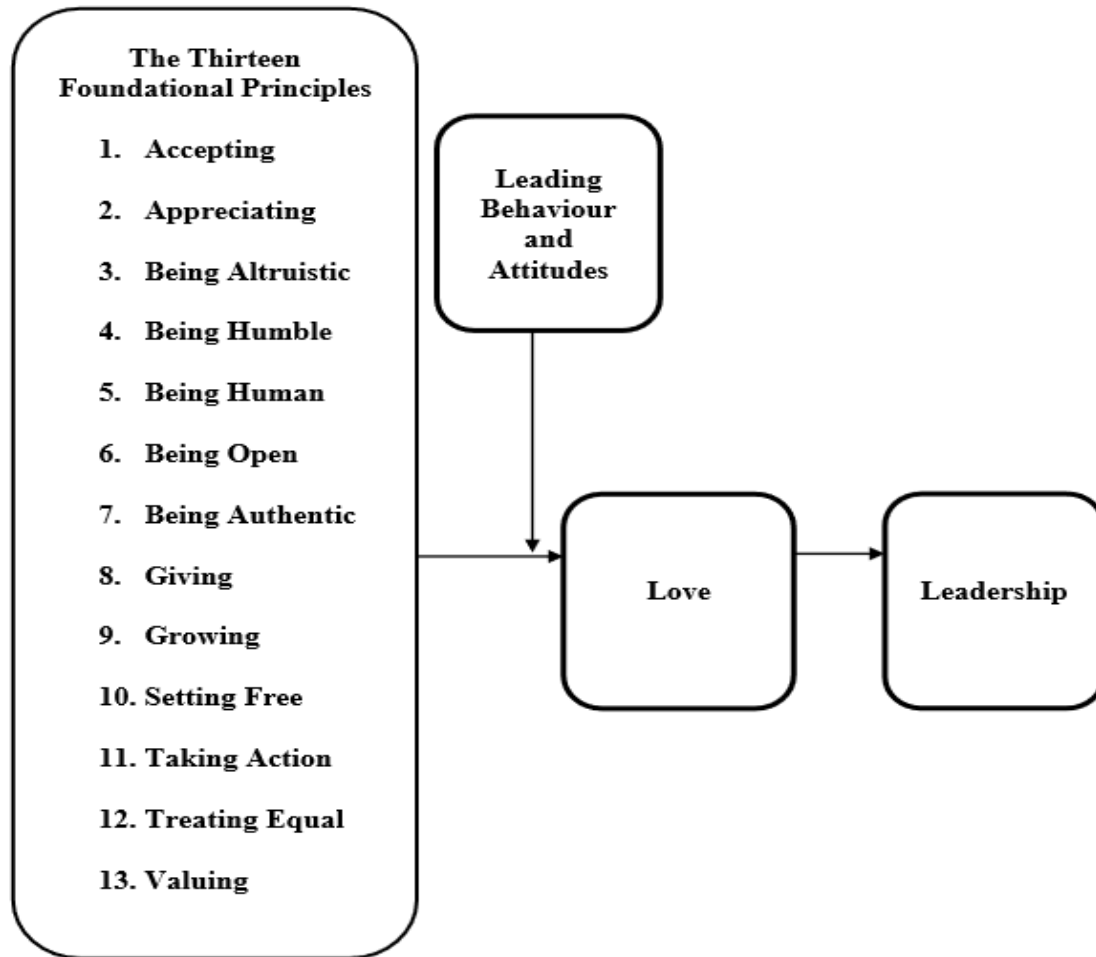 The Thirteen
Foundational Principles
1. Accepting
2. Appreciating
3. Being Altruistic
4. Being Humble
5. Being Human
6. Being Open
7. Being Authentic
8. Giving
9. Growing
10. Setting Free
11. Taking Action
12. Treating Equal
13. Valuing
Leading
Behaviour
and
Attitudes
Love
Leadership